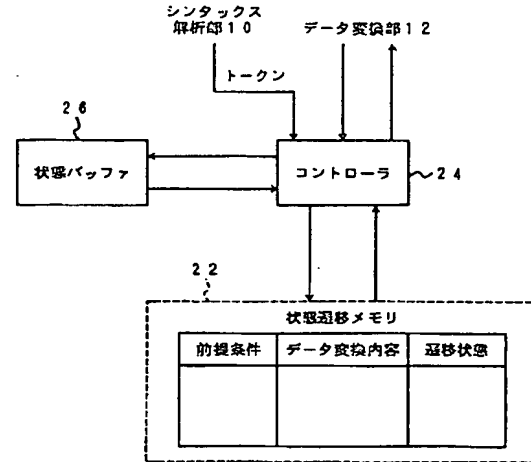 シンタックス
解析部10
データ変換部12
トークン
26
状態バッファ
コントローラ
24
22
状態遷移メモリ
前提条件 データ変換内容 遷移状態